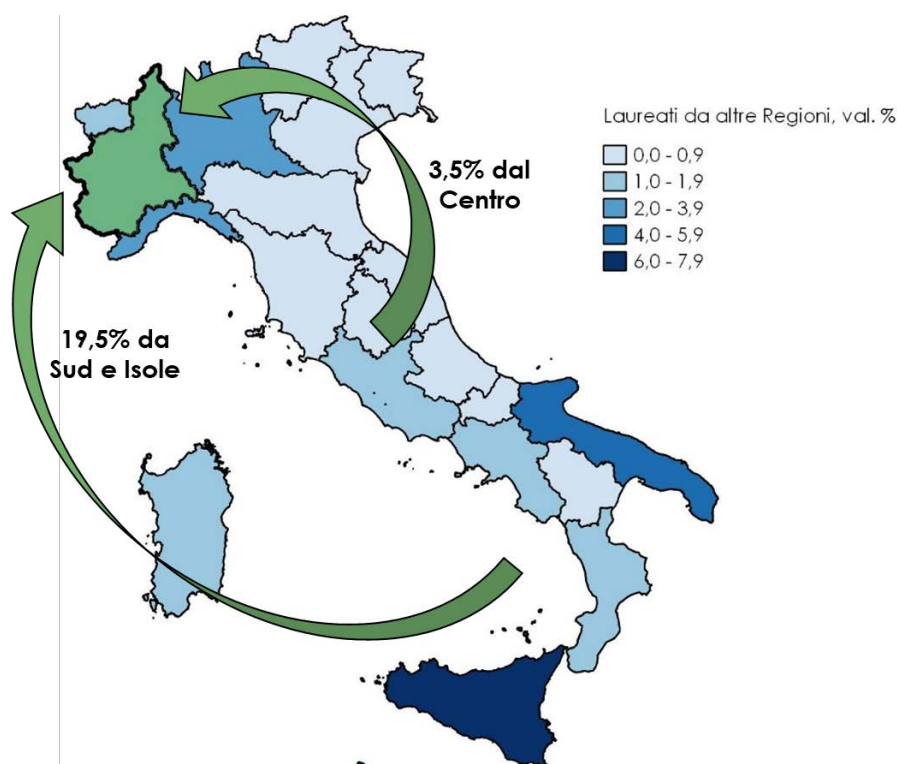 Laureati da altre Regioni, val. %
0,0 - 0,9
1,0 - 1,9
2,0 - 3,9
4,0 - 5,9
6,0 - 7,9
3,5% dal
Centro
19,5% da
Sud e Isole